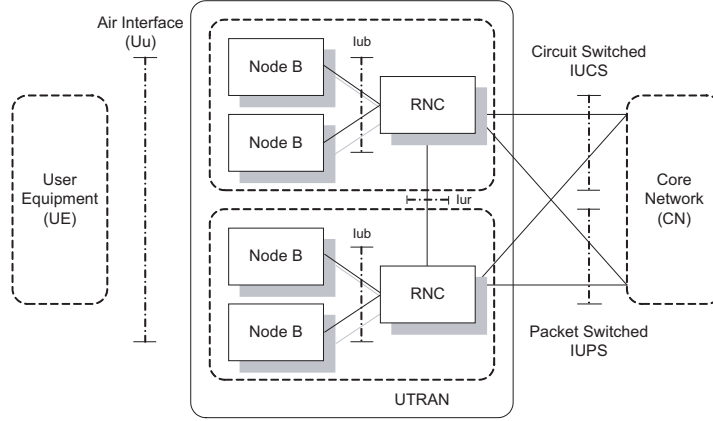 Air Interface
(Uu)
User
Equipment
(UE)
Iub
Node B
Node B
RNC
Iur
Iub
Node B
Node B
RNC
UTRAN
Circuit Switched
IUCS
Packet Switched
IUPS
Core
Network
(CN)